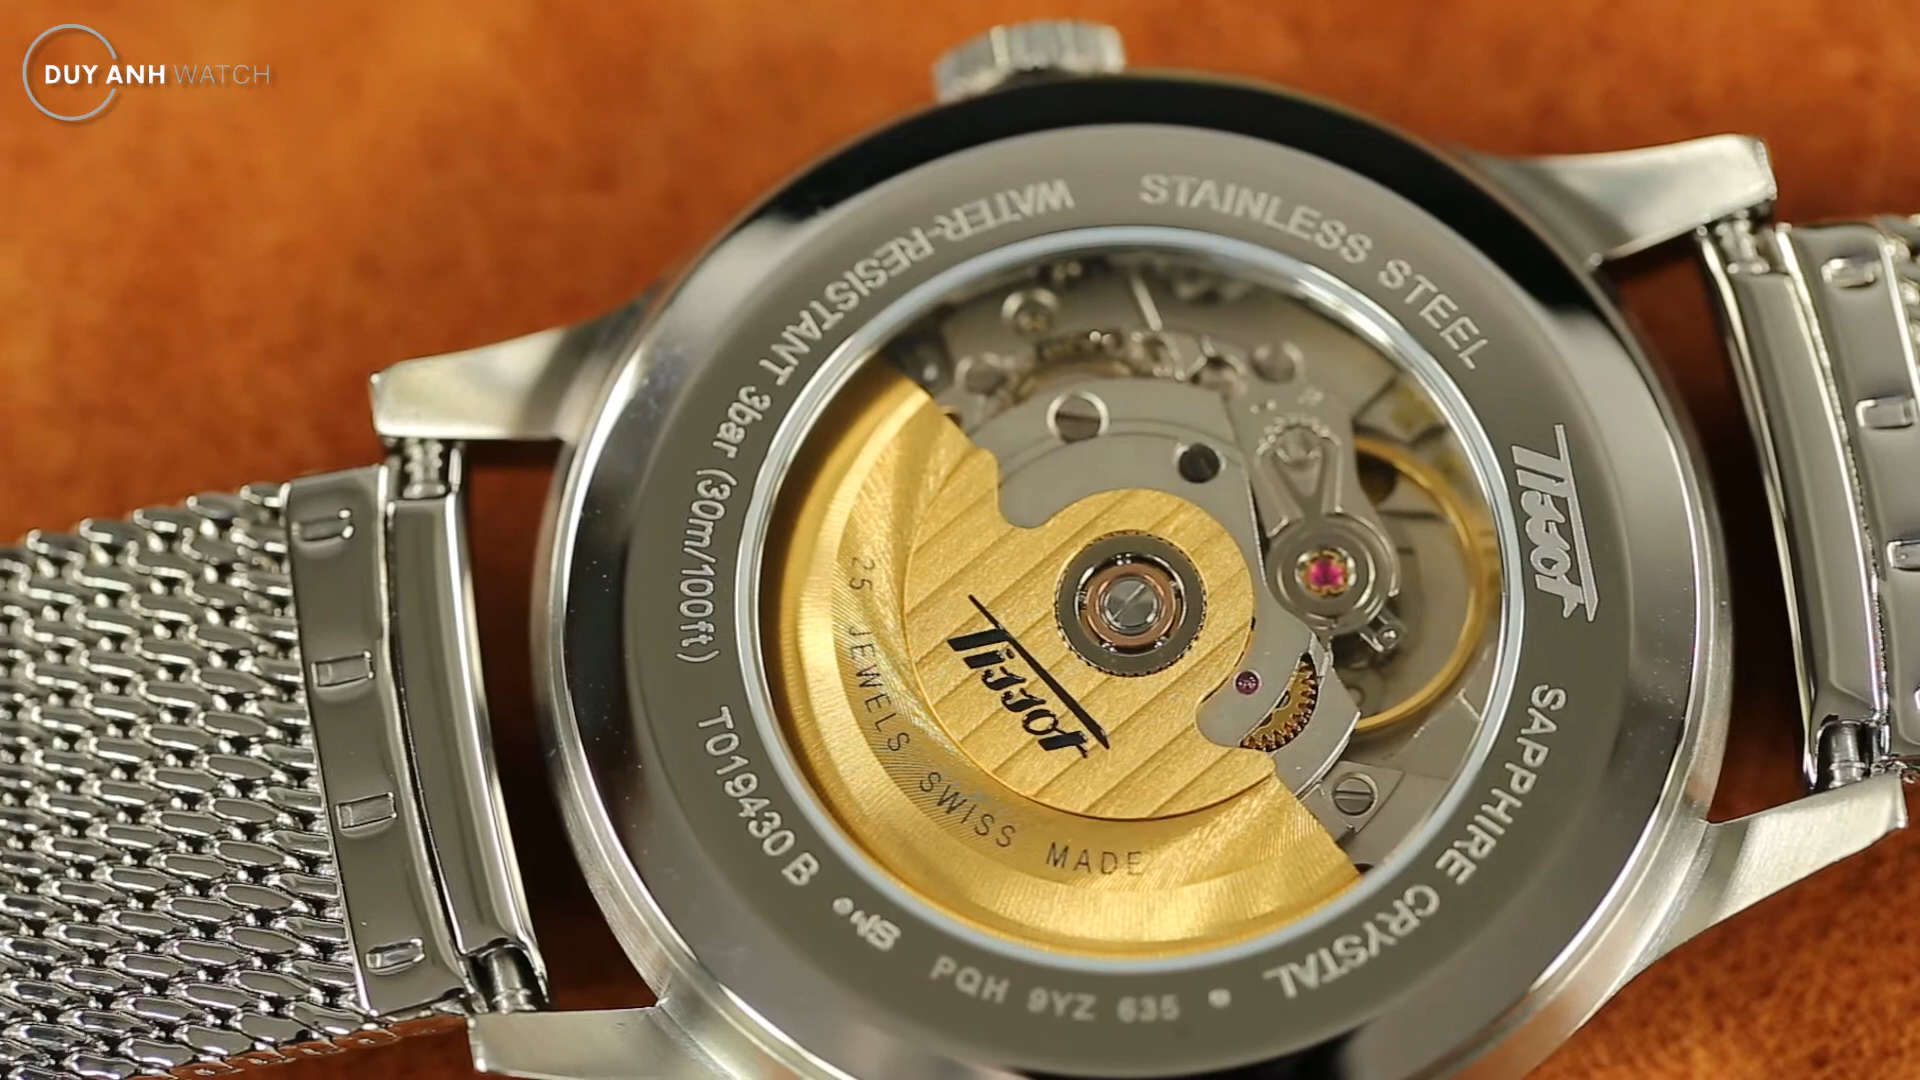 DUY ANH WATCH
WATER-RESISTANT 3bar (30m/100ft)
STAINLESS STEEL
Tissot
SAPPHIRE CRYSTAL
T019430 B
PQH 9YZ 635
Tissot
25 JEWELS SWISS MADE